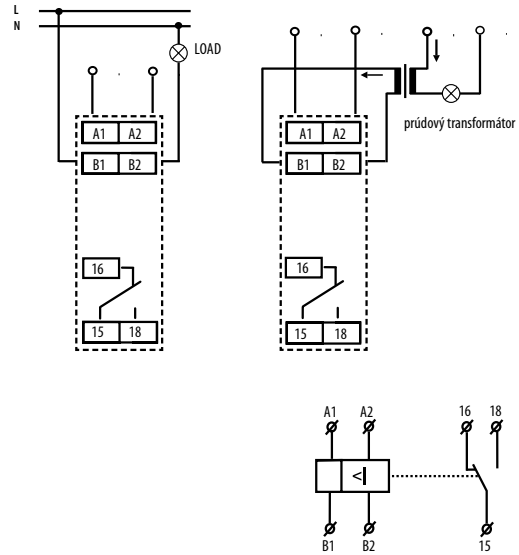 L
N
LOAD
A1 A2
B1 B2
16
15 18
prúdový transformátor
A1 A2
B1 B2
16
15 18
A1 A2 16 18
<I
B1 B2 15